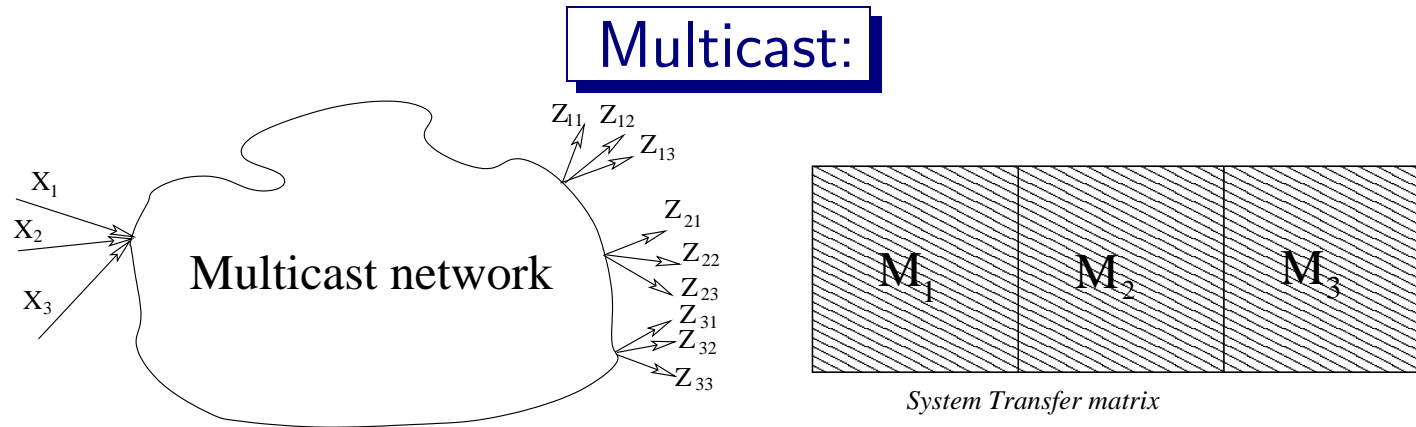 Multicast:
Z11
Z12
Z13
X1
X2
X3
Z21
Z22
Z23
Z31
Z32
Z33
Multicast network
M1
M2
M3
System Transfer matrix